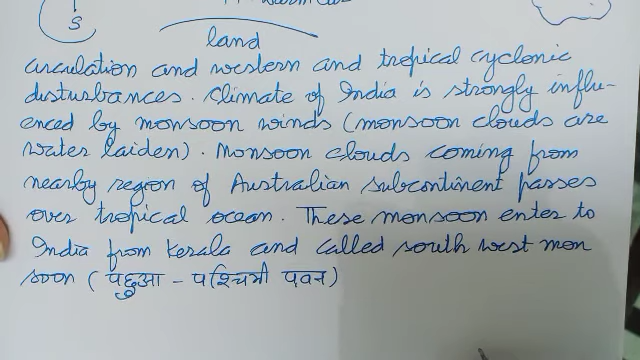 S
land
circulation and western and tropical cyclonic
disturbances. Climate of India is strongly influ-
enced by monsoon winds (monsoon clouds are
water laiden). Monsoon clouds coming from
nearby region of Australian subcontinent passes
over tropical ocean. These monsoon enter to
India from Kerala and called south west mon
soon (पछुआ - पश्चिमी पवन)